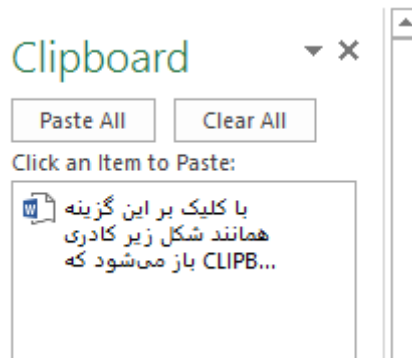 Clipboard
Paste All
Clear All
Click an Item to Paste:
با کلیک بر این گزینه
همانند شکل زیر کادری
باز می‌شود که CLIPB...